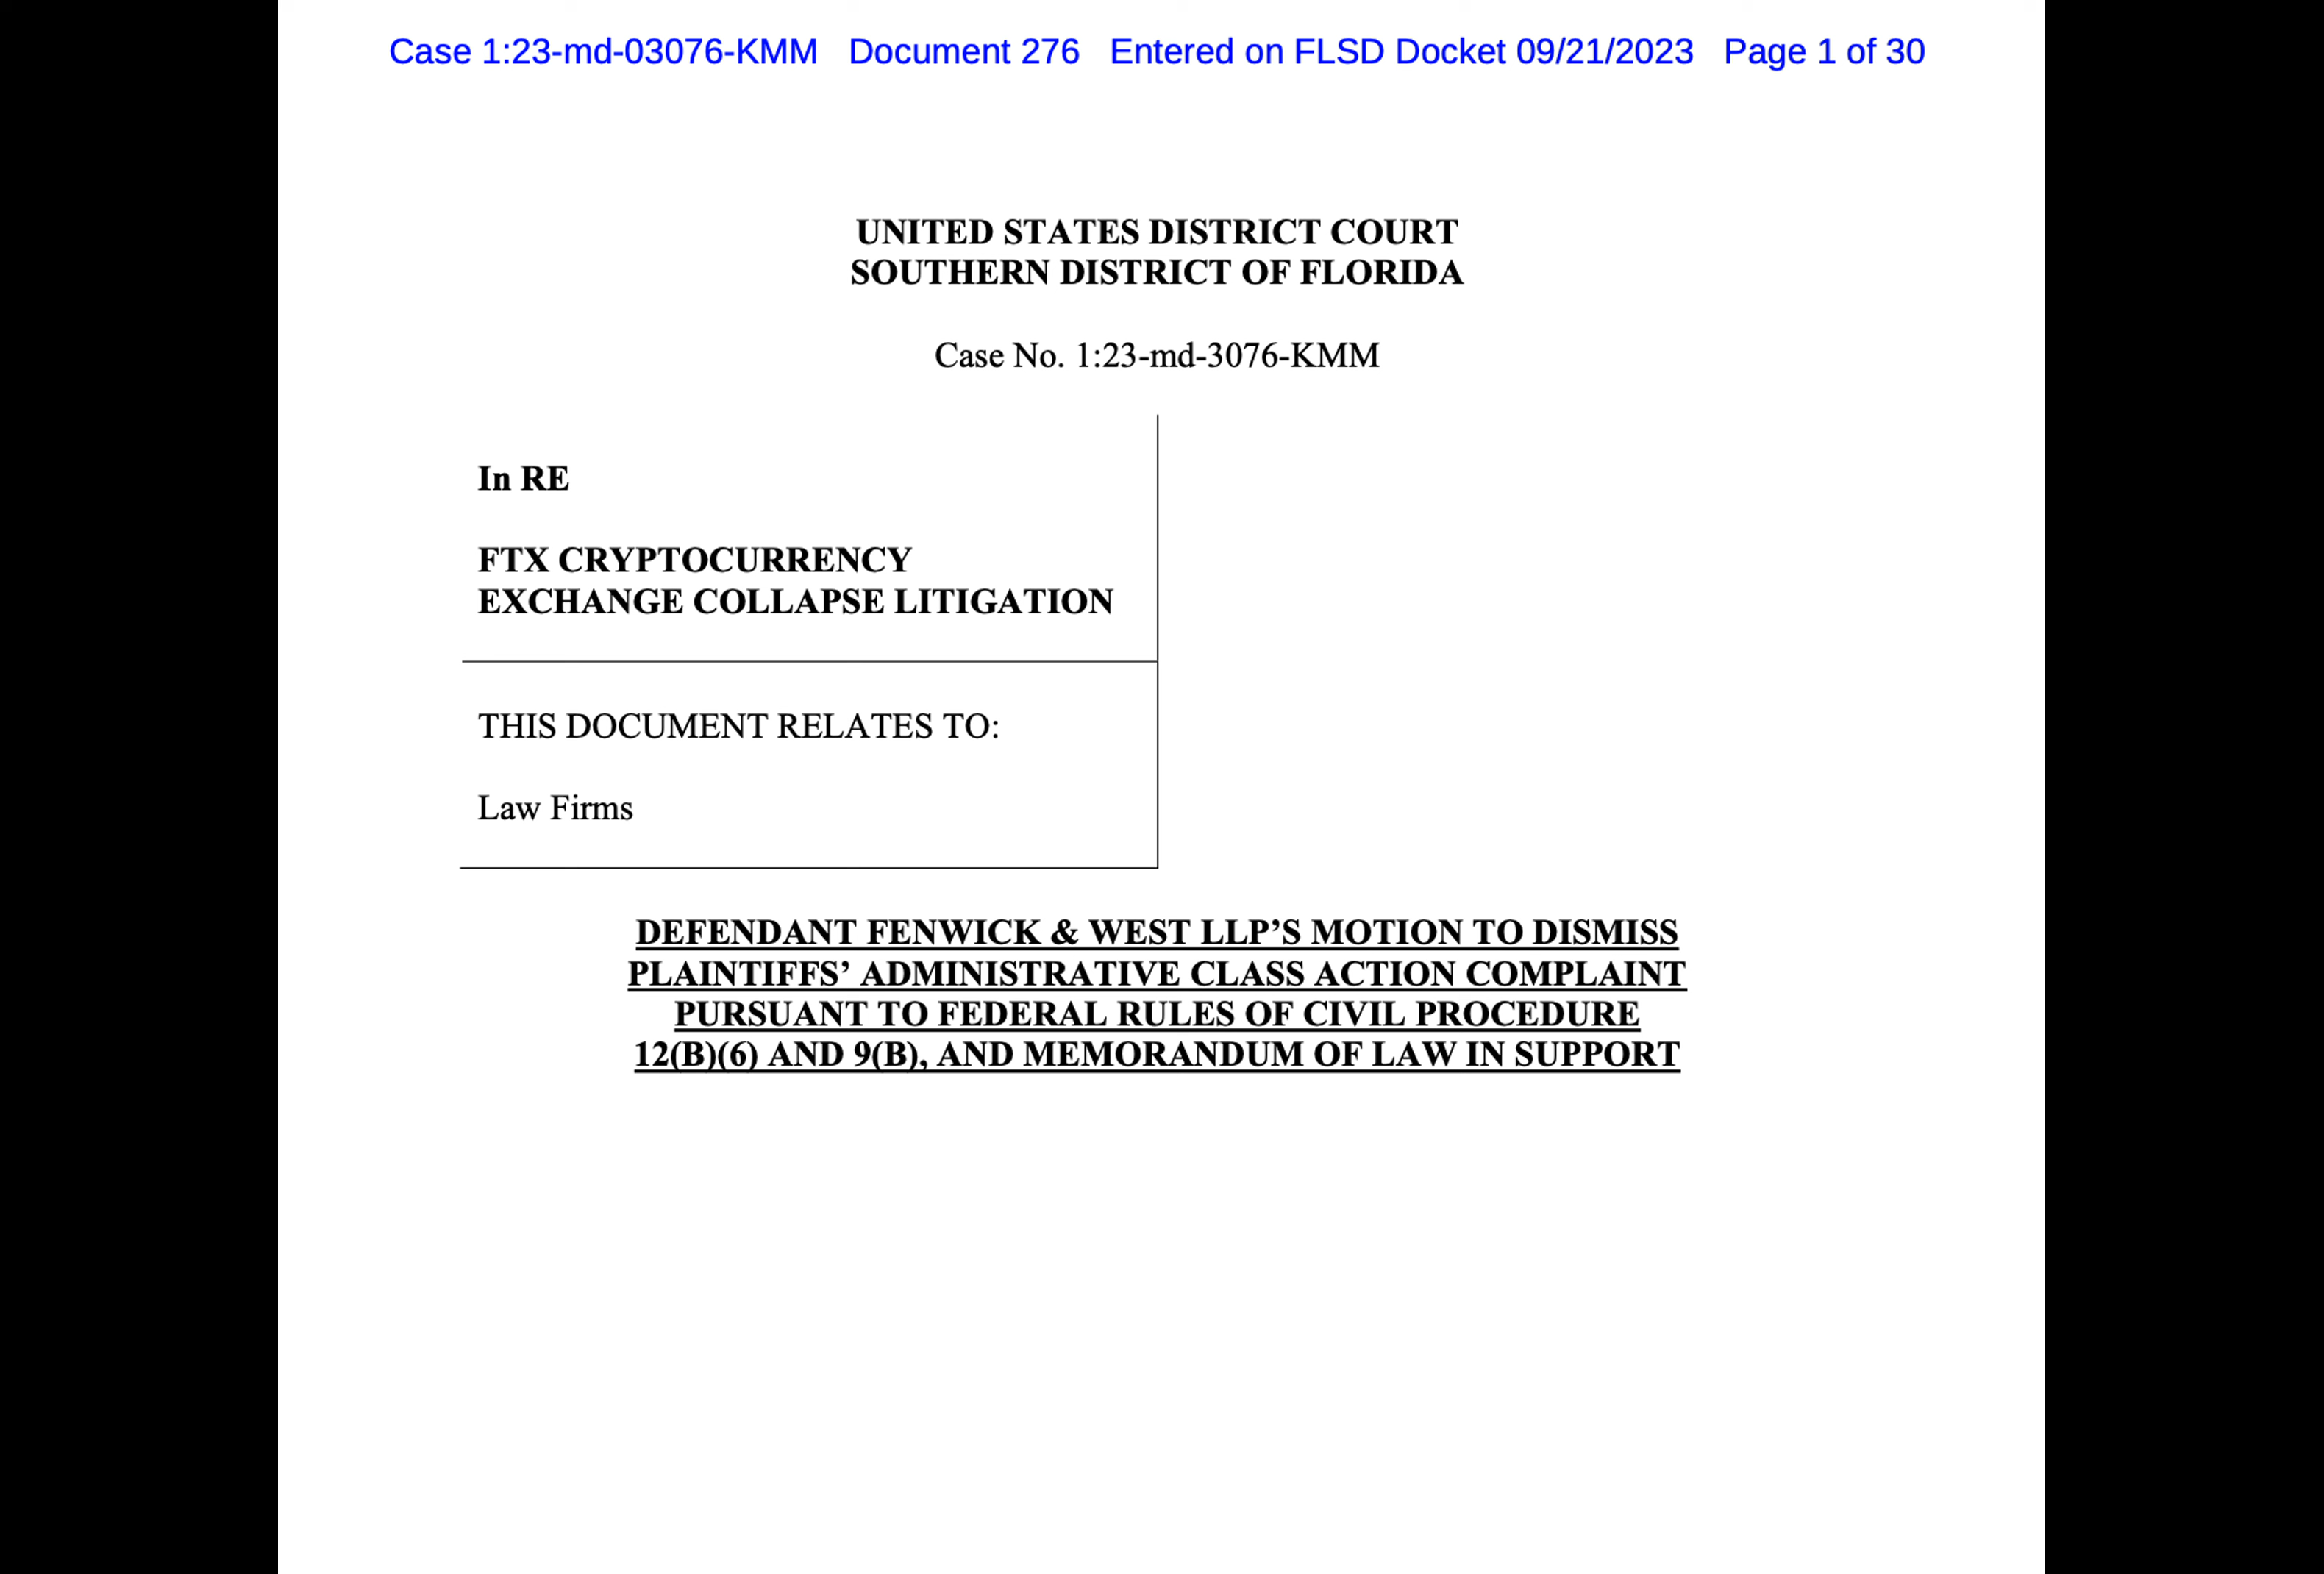 Case 1:23-md-03076-KMM Document 276 Entered on FLSD Docket 09/21/2023 Page 1 of 30
UNITED STATES DISTRICT COURT
SOUTHERN DISTRICT OF FLORIDA
Case No. 1:23-md-3076-KMM
In RE
FTX CRYPTOCURRENCY
EXCHANGE COLLAPSE LITIGATION
THIS DOCUMENT RELATES TO:
Law Firms
DEFENDANT FENWICK & WEST LLP’S MOTION TO DISMISS
PLAINTIFFS’ ADMINISTRATIVE CLASS ACTION COMPLAINT
PURSUANT TO FEDERAL RULES OF CIVIL PROCEDURE
12(B)(6) AND 9(B), AND MEMORANDUM OF LAW IN SUPPORT